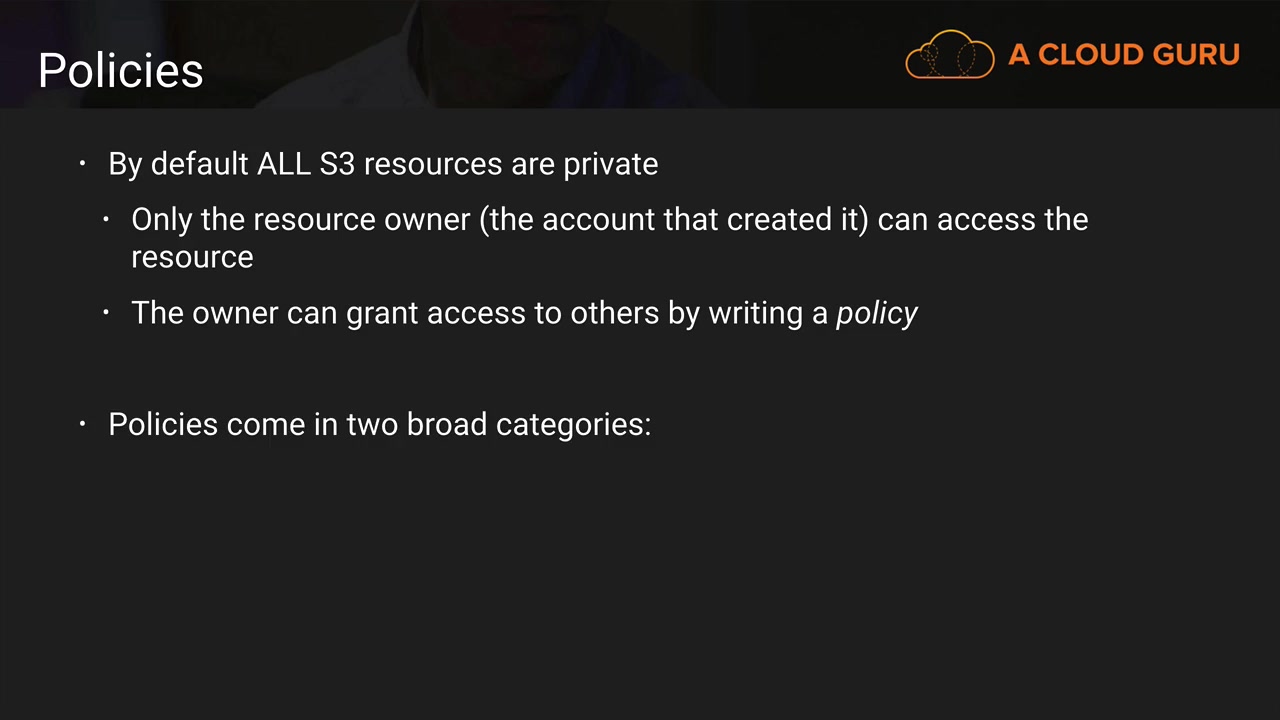 Policies
A CLOUD GURU
• By default ALL S3 resources are private
• Only the resource owner (the account that created it) can access the
resource
• The owner can grant access to others by writing a policy
• Policies come in two broad categories: